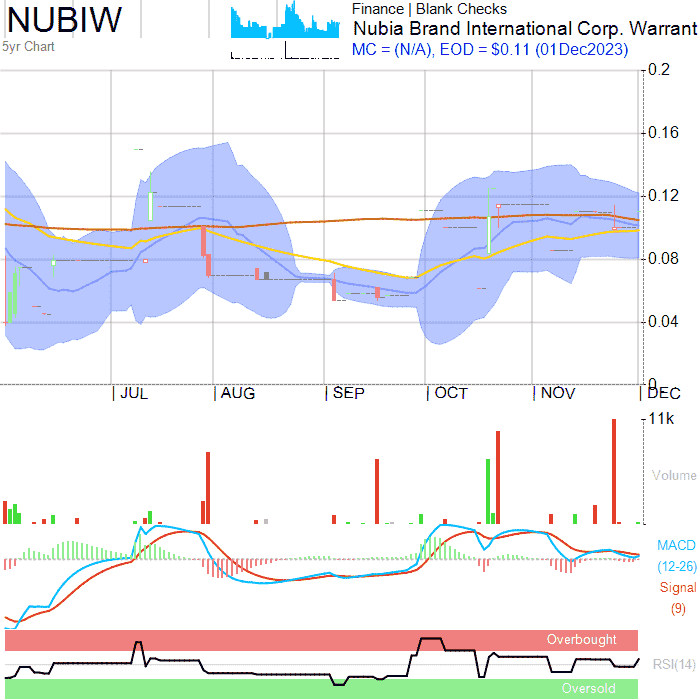 NUBIW
5yr Chart
Finance | Blank Checks
Nubia Brand International Corp. Warrant
MC = (N/A), EOD = $0.11 (01Dec2023)
0.2
0.16
0.12
0.08
0.04
0
JUL AUG SEP OCT NOV DEC
11k
Volume
MACD
(12-26)
Signal
(9)
Overbought
RSI(14)
Oversold